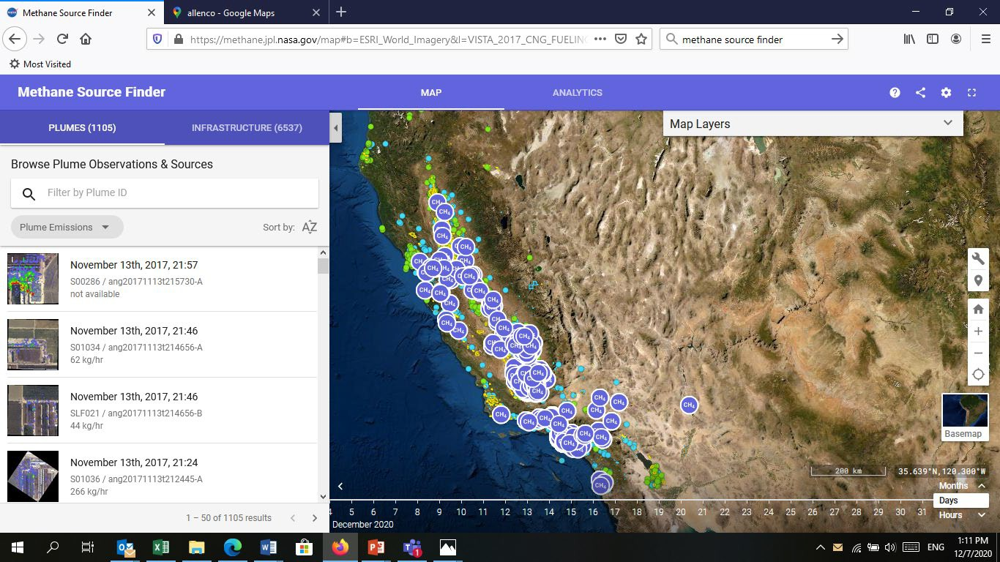 Methane Source Finder
allenco - Google Maps
https://methane.jpl.nasa.gov/map#b=ESRI_World_Imagery&l=VISTA_2017_CNG_FUELING
methane source finder
Most Visited
Methane Source Finder
MAP
ANALYTICS
PLUMES (1105)
INFRASTRUCTURE (6537)
Map Layers
Browse Plume Observations & Sources
Filter by Plume ID
Plume Emissions
Sort by: AZ
November 13th, 2017, 21:57
S00286 / ang20171113t215730-A
not available
November 13th, 2017, 21:46
S01034 / ang20171113t214656-A
62 kg/hr
November 13th, 2017, 21:46
SLF021 / ang20171113t214656-B
44 kg/hr
November 13th, 2017, 21:24
S01036 / ang20171113t212445-A
266 kg/hr
1 – 50 of 1105 results
CH4
Basemap
200 km
35.639°N,120.300°W
Months
Days
Hours
4 5 6 7 8 9 10 11 12 13 14 15 16 17 18 19 20 21 22 23 24 25 26 27 28 29 30 31
December 2020
ENG
1:11 PM
12/7/2020